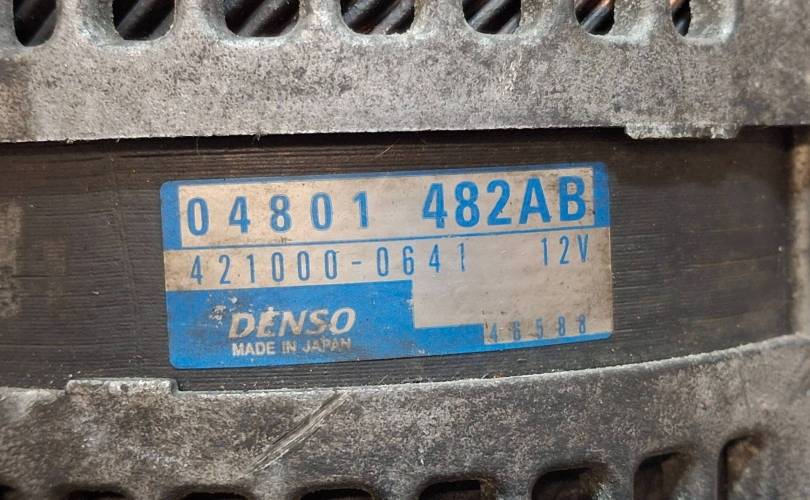 04801 482AB
421000-0641 12V
DENSO
MADE IN JAPAN
46588